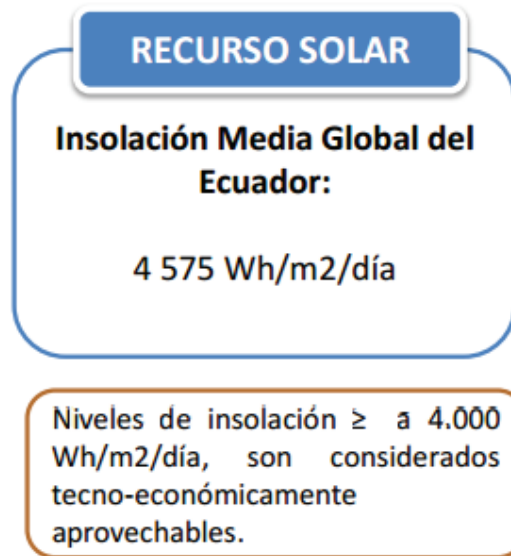 RECURSO SOLAR
Insolación Media Global del
Ecuador:
4 575 Wh/m2/día
Niveles de insolación ≥ a 4.000
Wh/m2/día, son considerados
tecno-económicamente
aprovechables.